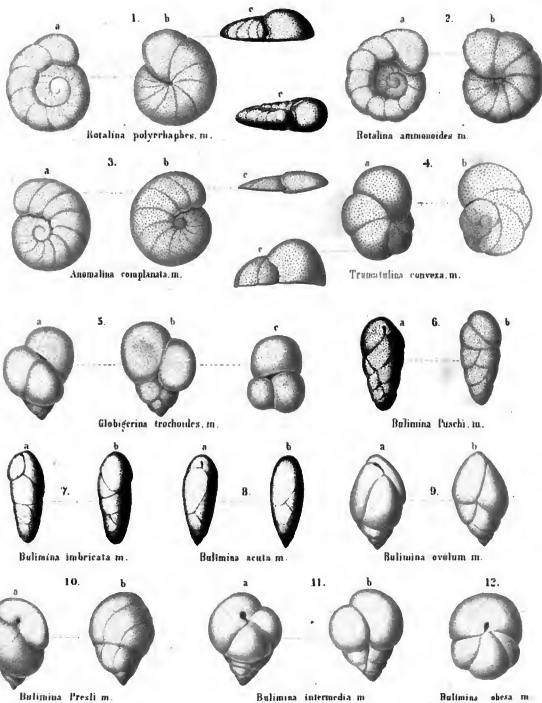 a 1. b c a 2. b
c
Rotalina polyrrhaphes. m. Rotalina ammonoides m.
a 3. b c a 4. b
c
Anomalina complanata. m. Truncatulina convexa. m.
a 5. b c a 6. b
Globigerina trochoides. m. Bulimina Puschi. m.
a b a b a b
7. 8. 9.
Bulimina imbricata m. Bulimina acuta m. Bulimina ovulum m.
10. 11. 12.
a b a b
Bulimina Presli m. Bulimina intermedia m Bulimina obesa m